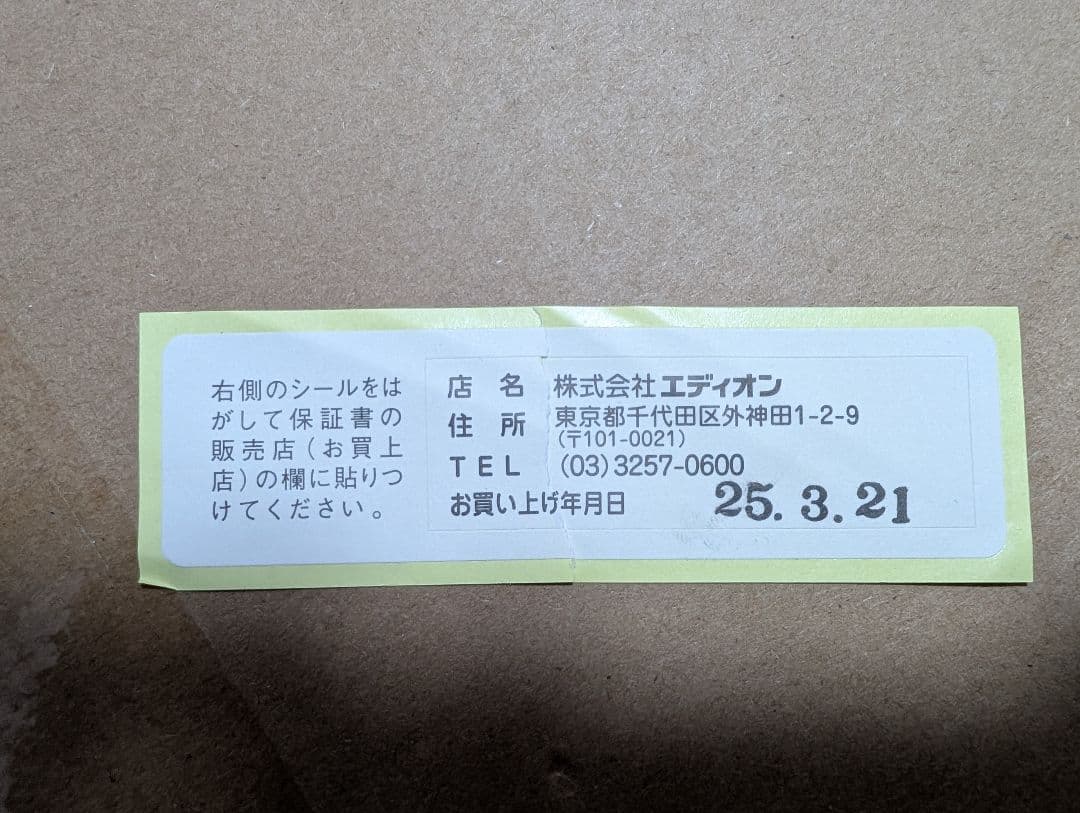 右側のシールをは
がして保証書の
販売店(お買上
店)の欄に貼りつ
けてください。
店 名 株式会社 エディオン
住 所 東京都千代田区外神田1-2-9
(〒101-0021)
TEL (03)3257-0600
お買い上げ年月日 25.3.21